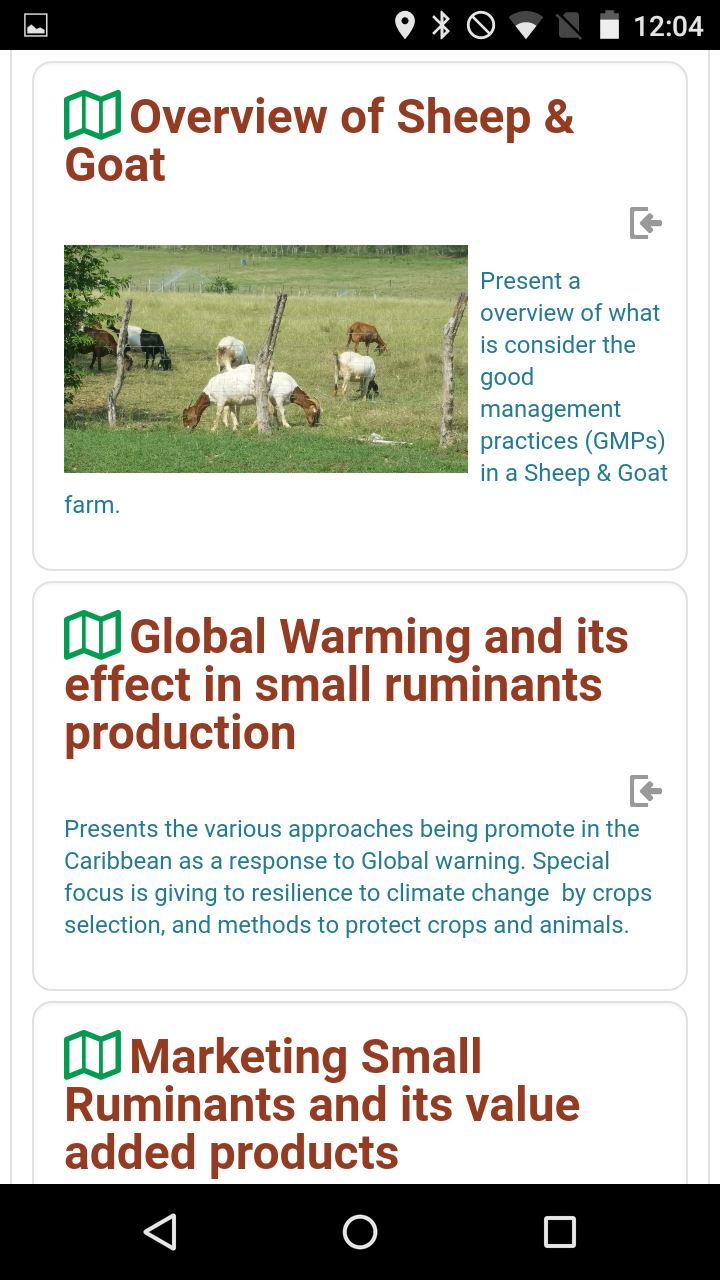 12:04
Overview of Sheep &
Goat
Present a
overview of what
is consider the
good
management
practices (GMPs)
in a Sheep & Goat
farm.
Global Warming and its
effect in small ruminants
production
Presents the various approaches being promote in the
Caribbean as a response to Global warning. Special
focus is giving to resilience to climate change  by crops
selection, and methods to protect crops and animals.
Marketing Small
Ruminants and its value
added products